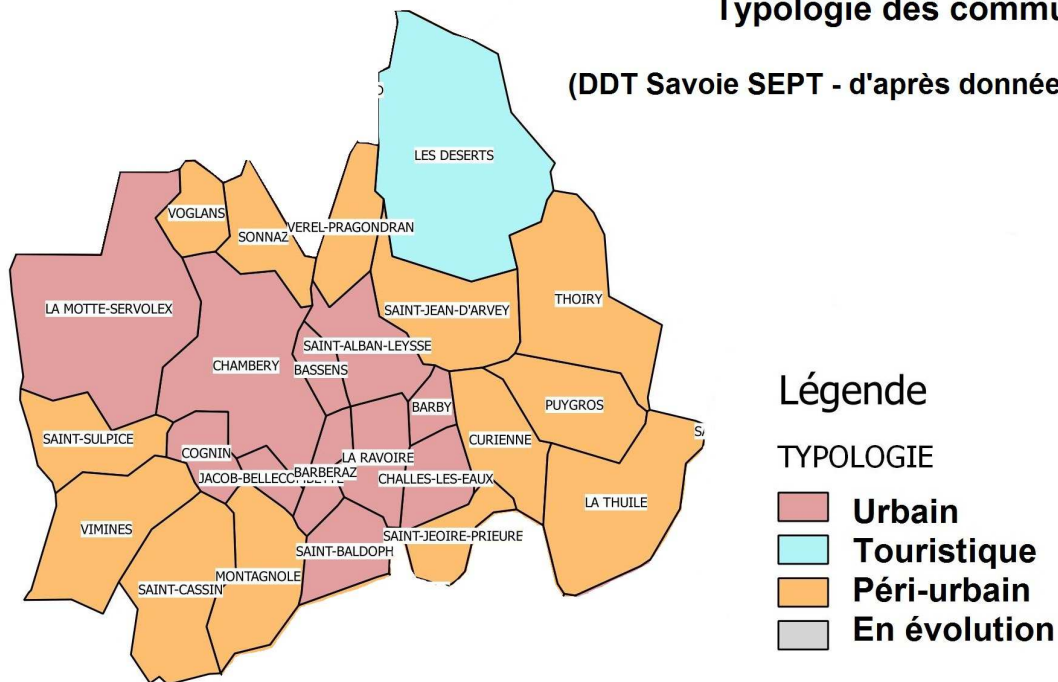 Typologie des commu
(DDT Savoie SEPT - d'après donnée
LES DESERTS
VOGLANS
SONNAZ
VEREL-PRAGONDRAN
LA MOTTE-SERVOLEX
SAINT-JEAN-D'ARVEY
THOIRY
SAINT-ALBAN-LEYSSE
CHAMBERY
BASSENS
BARBY
PUYGROS
SAINT-SULPICE
COGNIN
CURIENNE
LA RAVOIRE
JACOB-BELLECOMBETTE
BARBERAZ
CHALLES-LES-EAUX
LA THUILE
VIMINES
SAINT-JEOIRE-PRIEURE
SAINT-BALDOPH
MONTAGNOLE
SAINT-CASSIN
Légende
TYPOLOGIE
Urbain
Touristique
Péri-urbain
En évolution